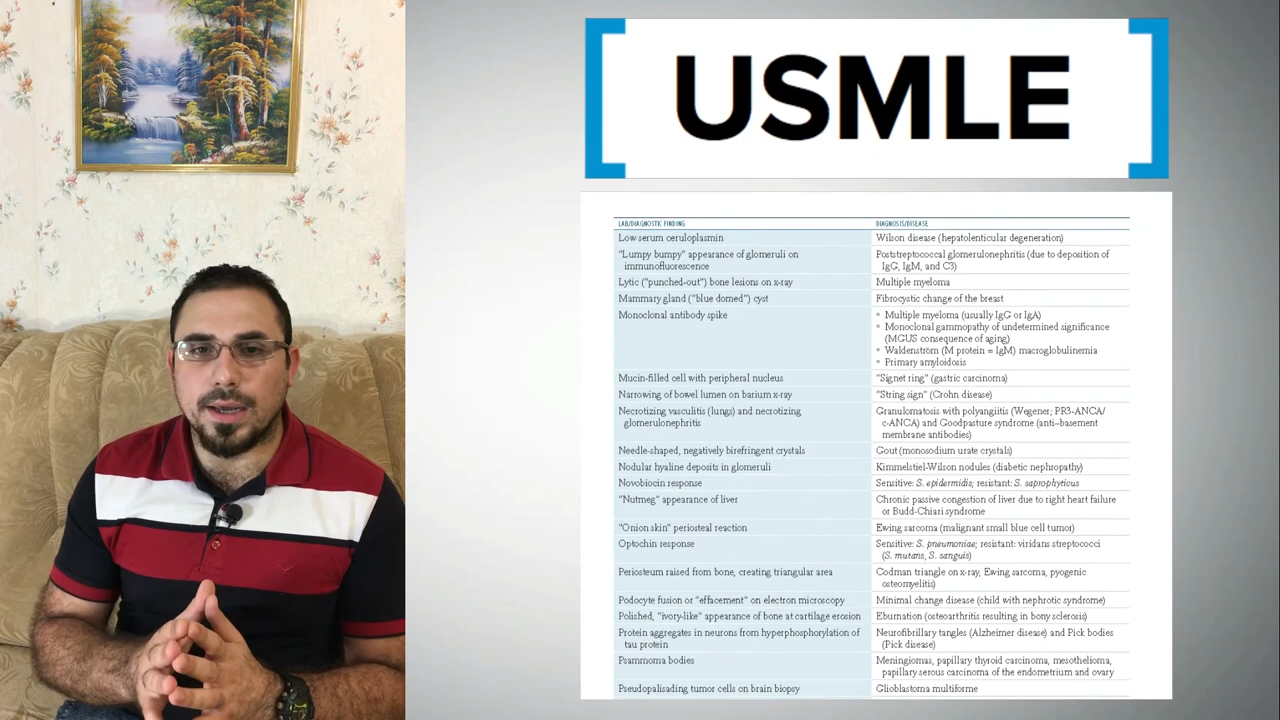 USMLE
LAB/DIAGNOSTIC FINDING DIAGNOSIS/DISEASE
Low serum ceruloplasmin Wilson disease (hepatolenticular degeneration)
"Lumpy bumpy" appearance of glomeruli on Poststreptococcal glomerulonephritis (due to deposition of
immunofluorescence IgG, IgM, and C3)
Lytic ("punched-out") bone lesions on x-ray Multiple myeloma
Mammary gland ("blue domed") cyst Fibrocystic change of the breast
Monoclonal antibody spike • Multiple myeloma (usually IgG or IgA)
• Monoclonal gammopathy of undetermined significance
(MGUS consequence of aging)
• Waldenström (M protein = IgM) macroglobulinemia
• Primary amyloidosis
Mucin-filled cell with peripheral nucleus "Signet ring" (gastric carcinoma)
Narrowing of bowel lumen on barium x-ray "String sign" (Crohn disease)
Necrotizing vasculitis (lungs) and necrotizing Granulomatosis with polyangiitis (Wegener; PR3-ANCA/
glomerulonephritis c-ANCA) and Goodpasture syndrome (anti–basement
membrane antibodies)
Needle-shaped, negatively birefringent crystals Gout (monosodium urate crystals)
Nodular hyaline deposits in glomeruli Kimmelstiel-Wilson nodules (diabetic nephropathy)
Novobiocin response Sensitive: S. epidermidis; resistant: S. saprophyticus
"Nutmeg" appearance of liver Chronic passive congestion of liver due to right heart failure
or Budd-Chiari syndrome
"Onion skin" periosteal reaction Ewing sarcoma (malignant small blue cell tumor)
Optochin response Sensitive: S. pneumoniae; resistant: viridans streptococci
(S. mutans, S. sanguis)
Periosteum raised from bone, creating triangular area Codman triangle on x-ray, Ewing sarcoma, pyogenic
osteomyelitis)
Podocyte fusion or "effacement" on electron microscopy Minimal change disease (child with nephrotic syndrome)
Polished, "ivory-like" appearance of bone at cartilage erosion Eburnation (osteoarthritis resulting in bony sclerosis)
Protein aggregates in neurons from hyperphosphorylation of Neurofibrillary tangles (Alzheimer disease) and Pick bodies
tau protein (Pick disease)
Psammoma bodies Meningiomas, papillary thyroid carcinoma, mesothelioma,
papillary serous carcinoma of the endometrium and ovary
Pseudopalisading tumor cells on brain biopsy Glioblastoma multiforme